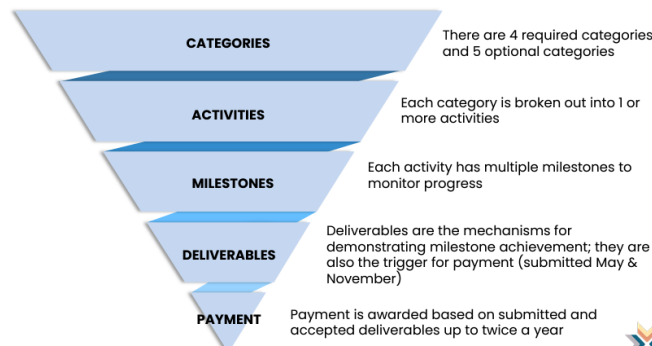 CATEGORIES
There are 4 required categories
and 5 optional categories
ACTIVITIES
Each category is broken out into 1 or
more activities
MILESTONES
Each activity has multiple milestones to
monitor progress
DELIVERABLES
Deliverables are the mechanisms for
demonstrating milestone achievement; they are
also the trigger for payment (submitted May &
November)
PAYMENT
Payment is awarded based on submitted and
accepted deliverables up to twice a year